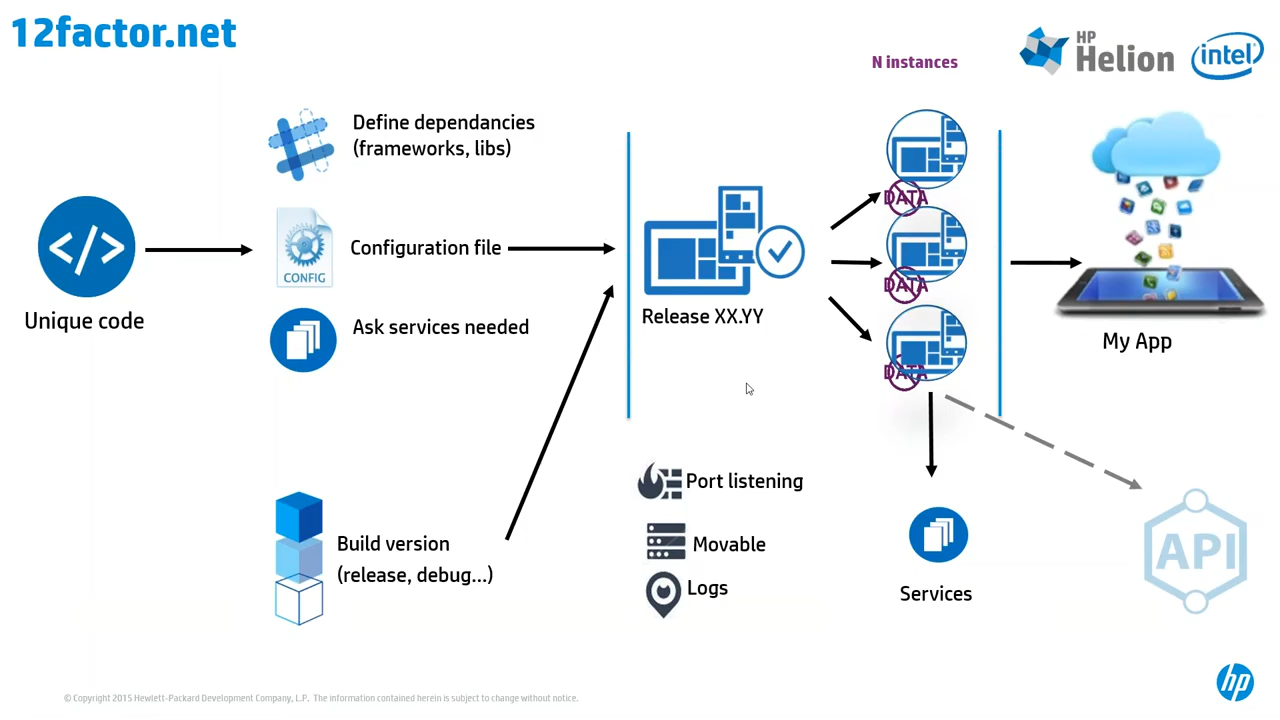 12factor.net
HP
Helion
intel
N instances
Define dependancies
(frameworks, libs)
</>
Unique code
CONFIG
Configuration file
Ask services needed
Build version
(release, debug...)
Release XX.YY
DATA
DATA
DATA
My App
Port listening
Movable
Logs
Services
API
© Copyright 2015 Hewlett-Packard Development Company, L.P. The information contained herein is subject to change without notice.
hp